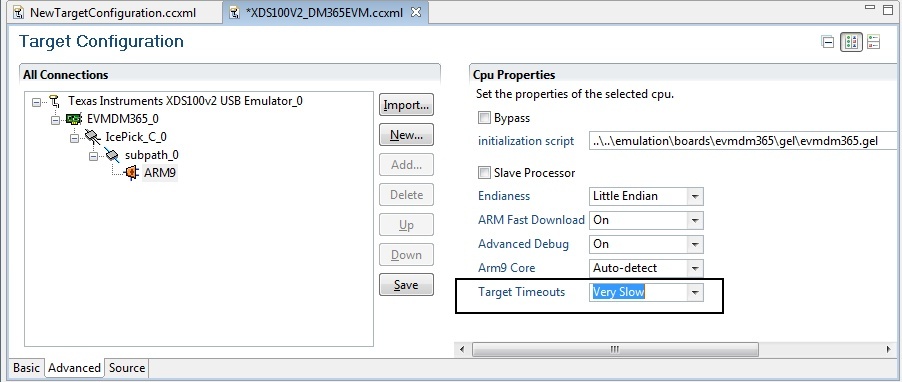 NewTargetConfiguration.ccxml
*XDS100V2_DM365EVM.ccxml
Target Configuration
All Connections
Texas Instruments XDS100v2 USB Emulator_0
EVMDM365_0
IcePick_C_0
subpath_0
ARM9
Import...
New...
Add...
Delete
Up
Down
Save
Cpu Properties
Set the properties of the selected cpu.
Bypass
initialization script ..\..\emulation\boards\evmdm365\gel\evmdm365.gel
Slave Processor
Endianess Little Endian
ARM Fast Download On
Advanced Debug On
Arm9 Core Auto-detect
Target Timeouts Very Slow
Basic Advanced Source